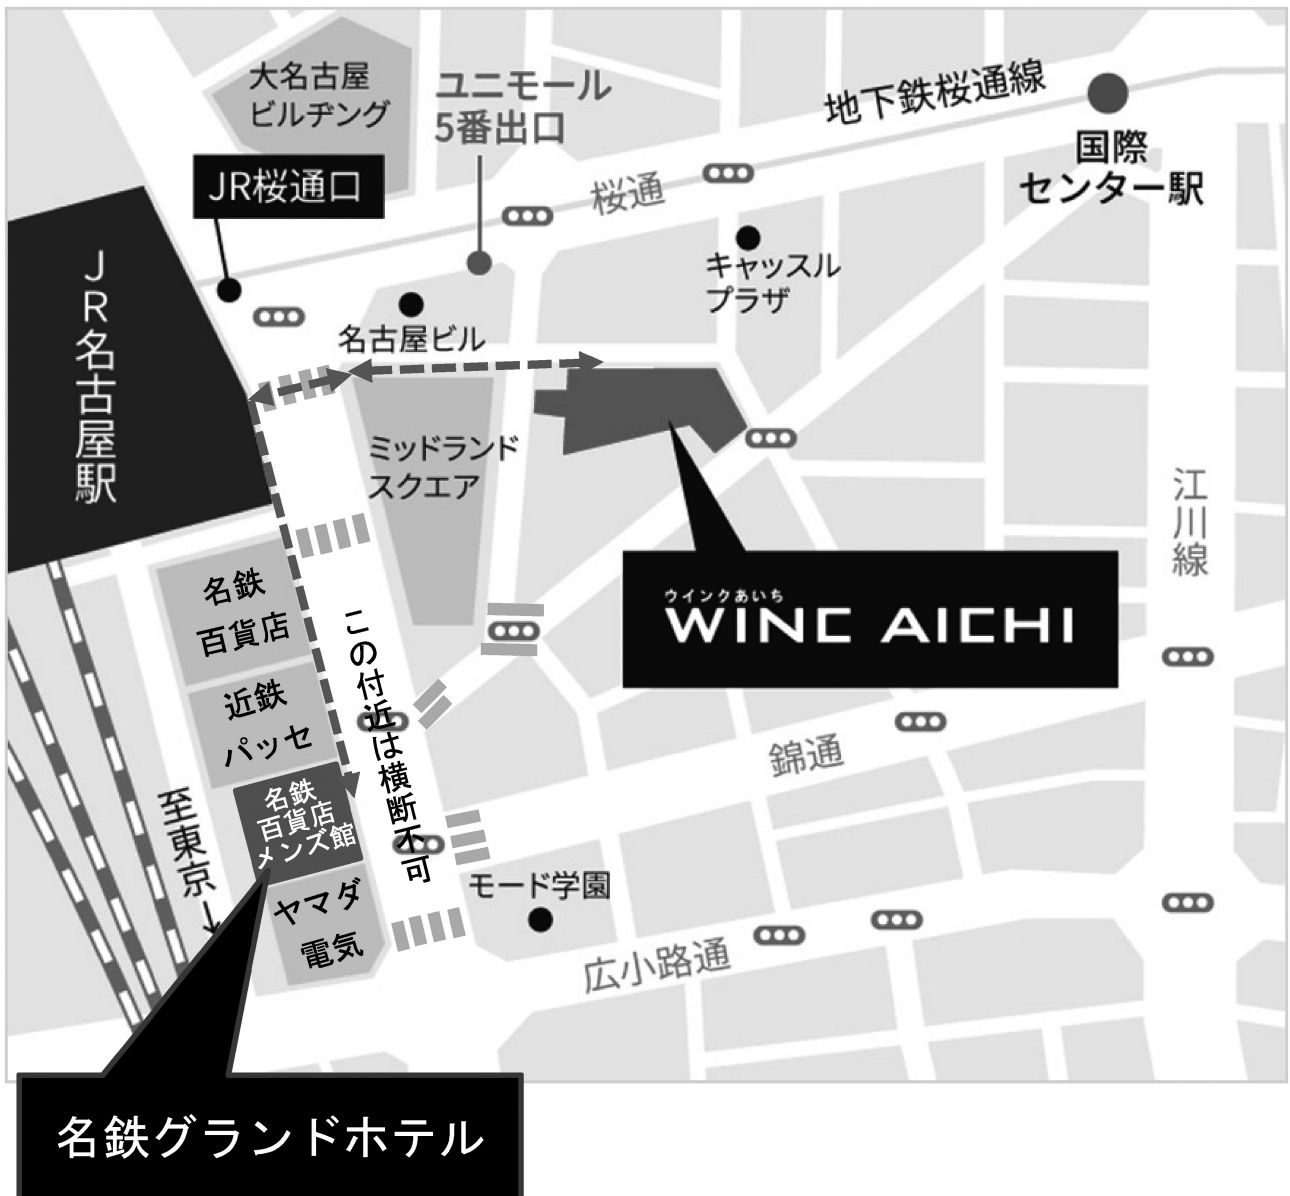 大名古屋
ビルヂング
ユニモール
5番出口
地下鉄桜通線
国際
センター駅
JR桜通口
桜通
キャッスル
プラザ
JR名古屋駅
名古屋ビル
ミッドランド
スクエア
江川線
ウインクあいち
WINC AICHI
名鉄
百貨店
この付近は横断不可
近鉄
パッセ
錦通
名鉄
百貨店
メンズ館
至東京→
モード学園
ヤマダ
電気
広小路通
名鉄グランドホテル